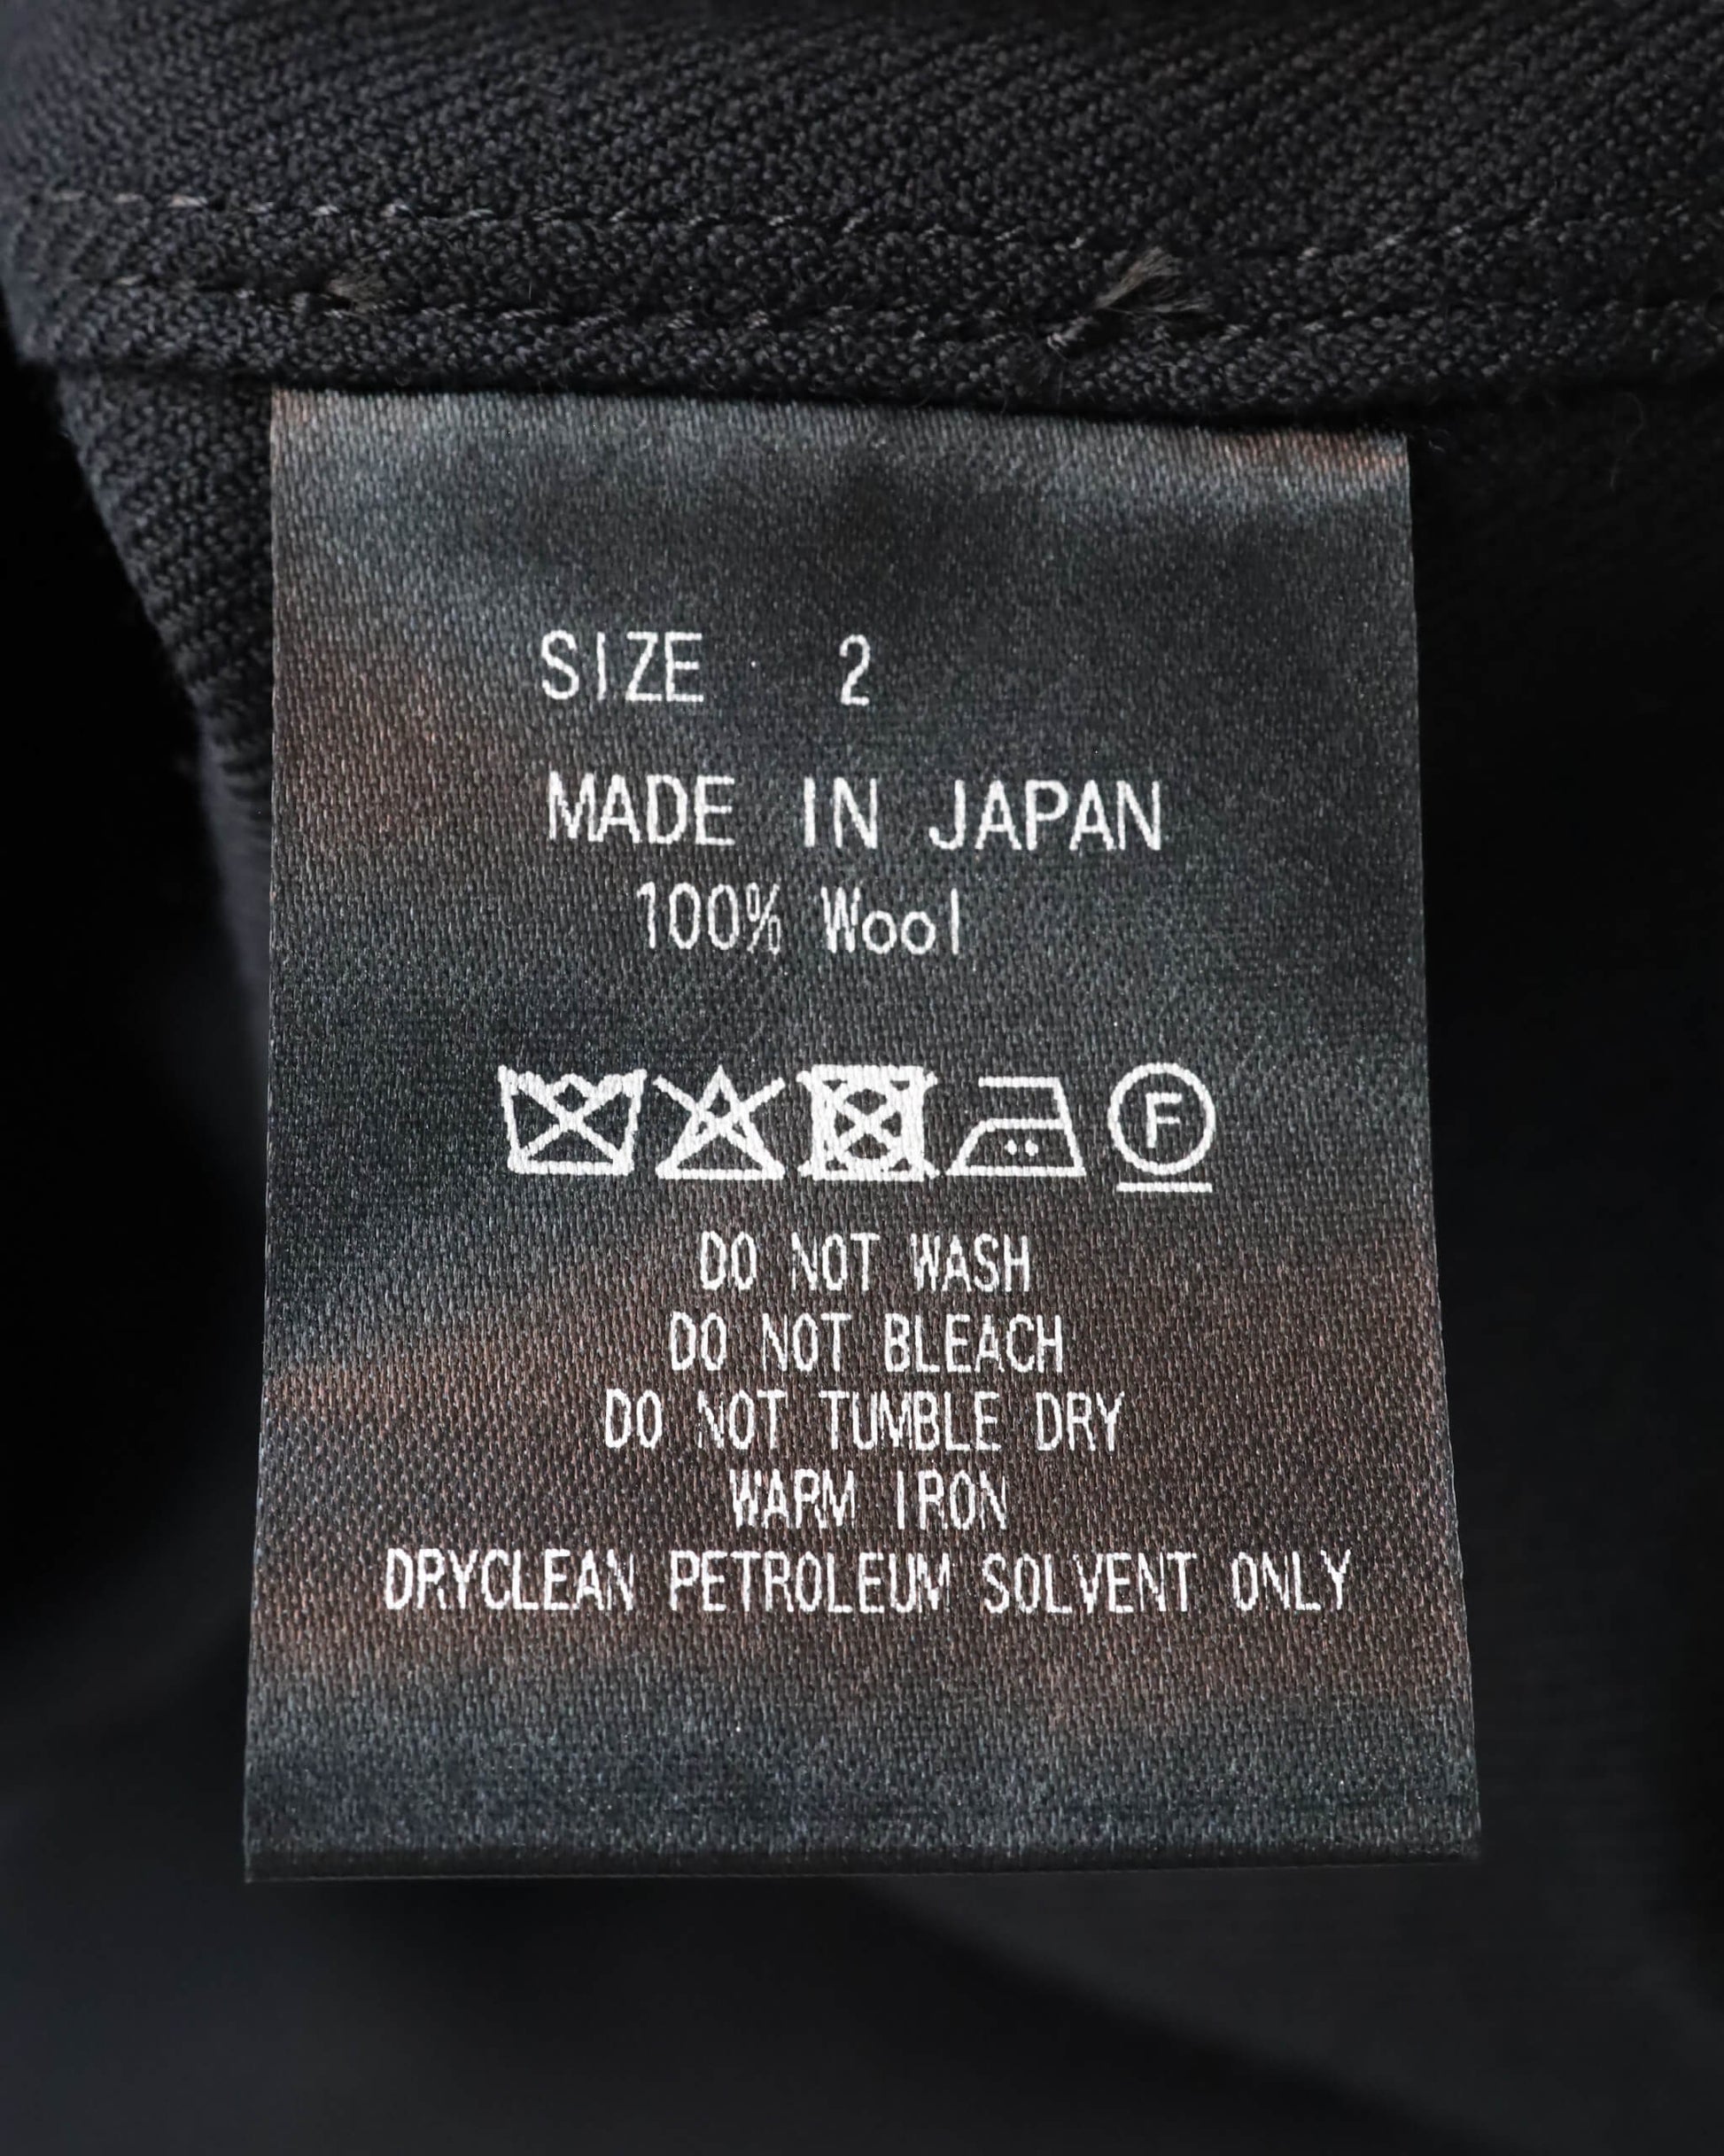 SIZE 2
MADE IN JAPAN
100% Wool
F
DO NOT WASH
DO NOT BLEACH
DO NOT TUMBLE DRY
WARM IRON
DRYCLEAN PETROLEUM SOLVENT ONLY